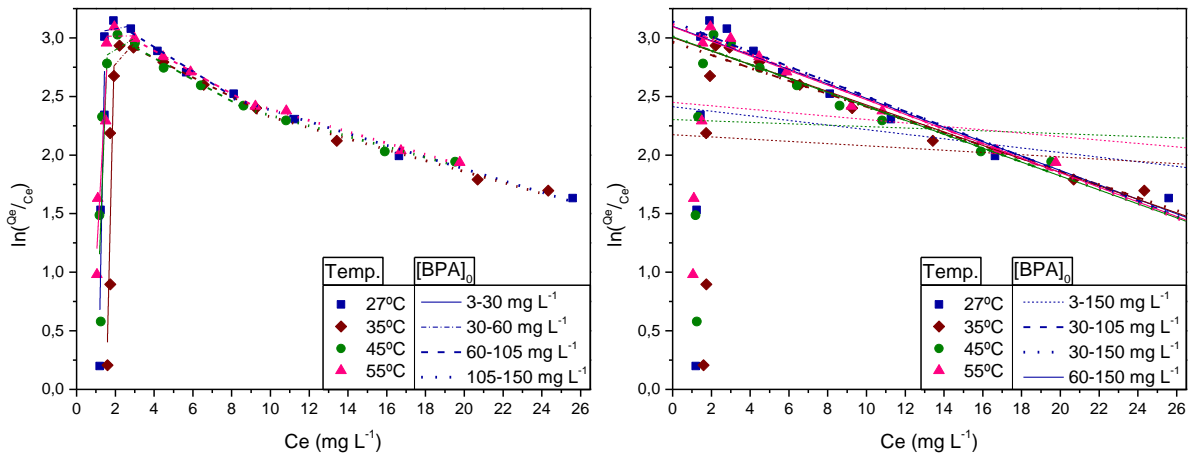 3,0
2,5
2,0
1,5
1,0
0,5
0,0
ln(Qe/Ce)
0 2 4 6 8 10 12 14 16 18 20 22 24 26
Ce (mg L-1)
Temp. [BPA]0
27ºC 3-30 mg L-1
35ºC 30-60 mg L-1
45ºC 60-105 mg L-1
55ºC 105-150 mg L-1
3,0
2,5
2,0
1,5
1,0
0,5
0,0
ln(Qe/Ce)
0 2 4 6 8 10 12 14 16 18 20 22 24 26
Ce (mg L-1)
Temp. [BPA]0
27ºC 3-150 mg L-1
35ºC 30-105 mg L-1
45ºC 30-150 mg L-1
55ºC 60-150 mg L-1